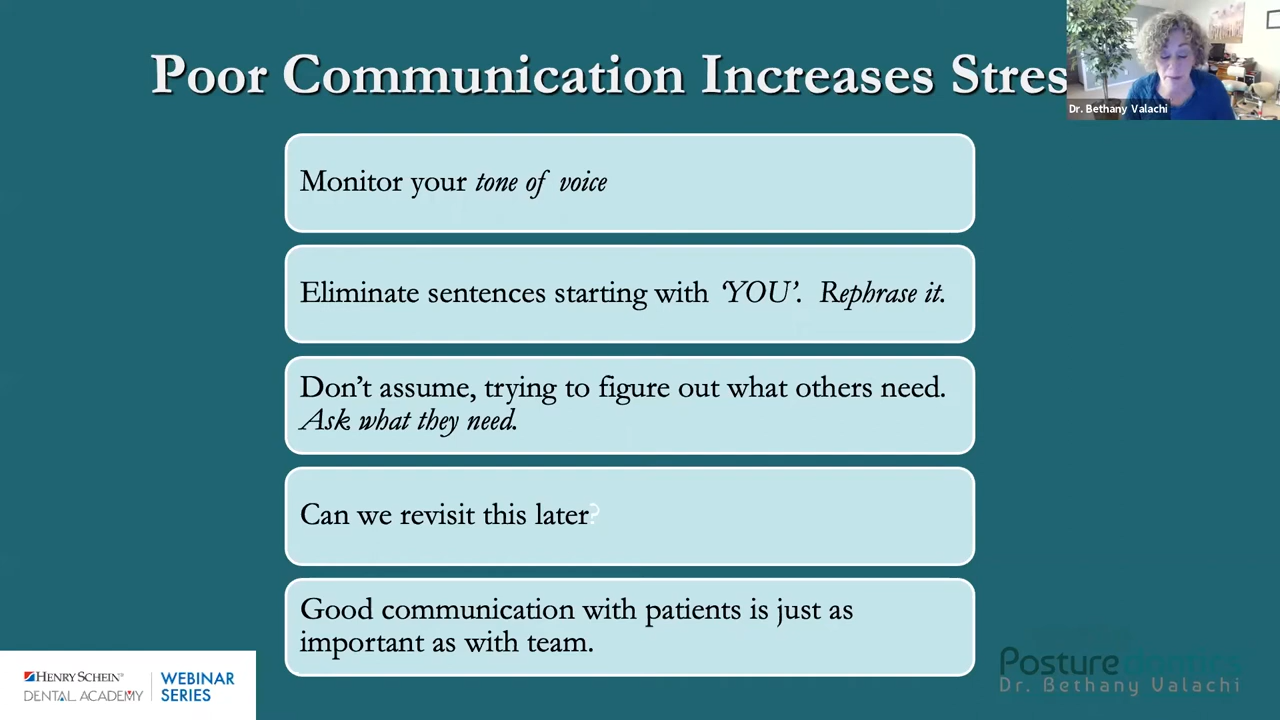 Poor Communication Increases Stres
Dr. Bethany Valachi
Monitor your tone of voice
Eliminate sentences starting with ‘YOU’. Rephrase it.
Don’t assume, trying to figure out what others need.
Ask what they need.
Can we revisit this later?
Good communication with patients is just as
important as with team.
HENRY SCHEIN®
DENTAL ACADEMY
WEBINAR
SERIES
Posturedontics
Dr. Bethany Valachi